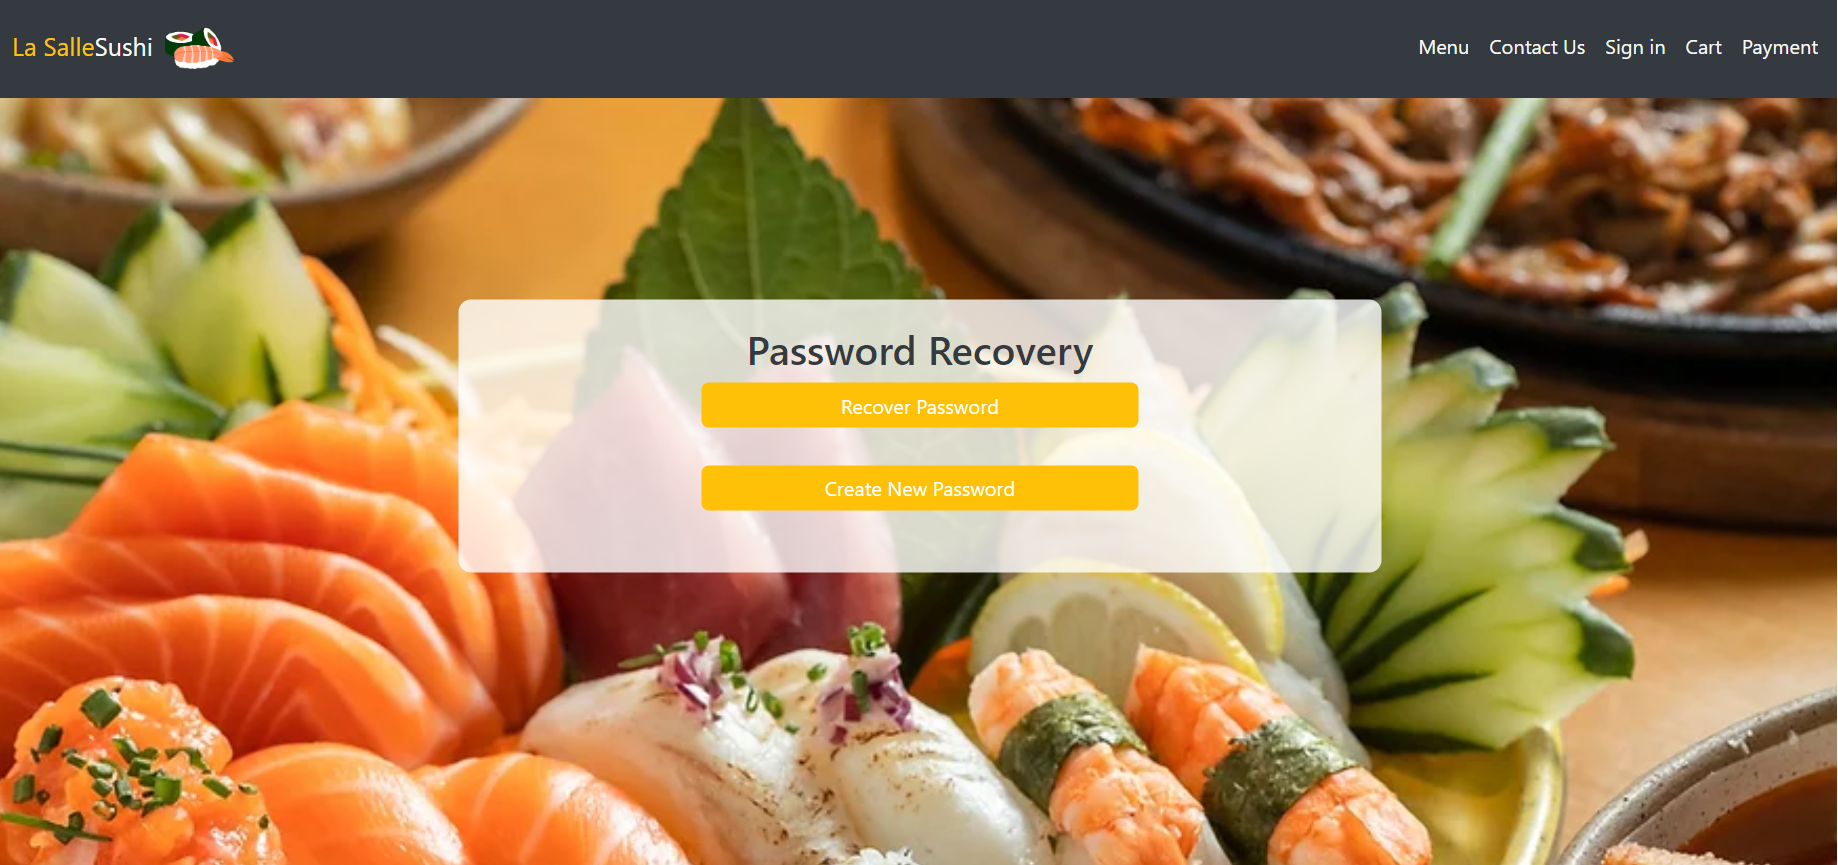 La SalleSushi
Menu Contact Us Sign in Cart Payment
Password Recovery
Recover Password
Create New Password